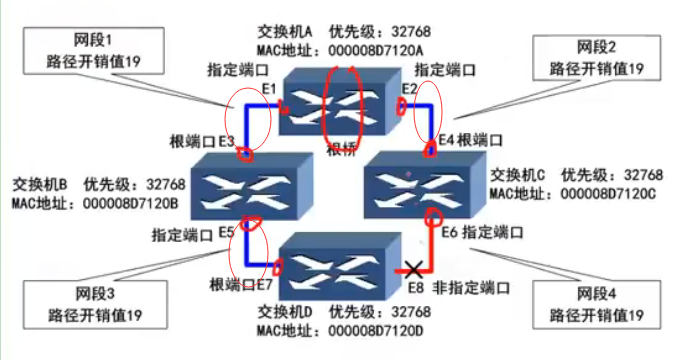 交换机A 优先级：32768
MAC地址：000008D7120A
网段1
路径开销值19
网段2
路径开销值19
指定端口
E1
E2
指定端口
根桥
根端口E3
E4根端口
交换机B 优先级：32768
MAC地址：000008D7120B
交换机C 优先级：32768
MAC地址：000008D7120C
指定端口
E5
E6 指定端口
根端口E7
E8 非指定端口
网段3
路径开销值19
网段4
路径开销值19
交换机D 优先级：32768
MAC地址：000008D7120D